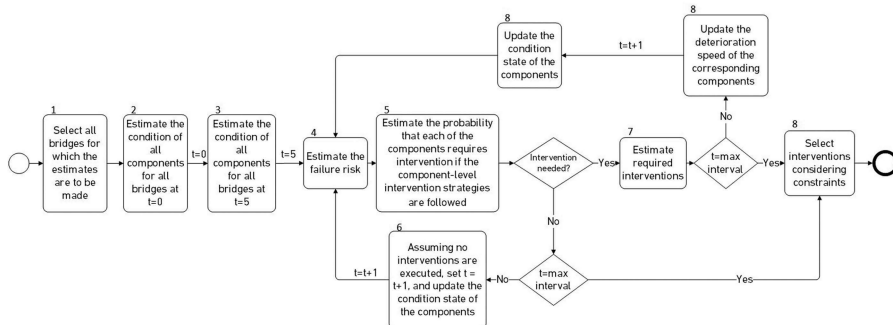 8
Update the
condition
state of the
components
t=t+1
8
Update the
deterioration
speed of the
corresponding
components
1
Select all
bridges for
which the
estimates are
to be made
2
Estimate the
condition of
all
components
for all
bridges at
t=0
t=0
3
Estimate the
condition of
all
components
for all
bridges at
t=5
t=5
4
Estimate the
failure risk
5
Estimate the probability
that each of the
components requires
intervention if the
component-level
intervention strategies
are followed
Intervention
needed?
Yes
7
Estimate
required
interventions
No
t=max
interval
Yes
8
Select
interventions
considering
constraints
No
6
Assuming no
interventions are
executed, set t =
t+1, and update the
condition state of
the components
t=t+1
No
t=max
interval
Yes